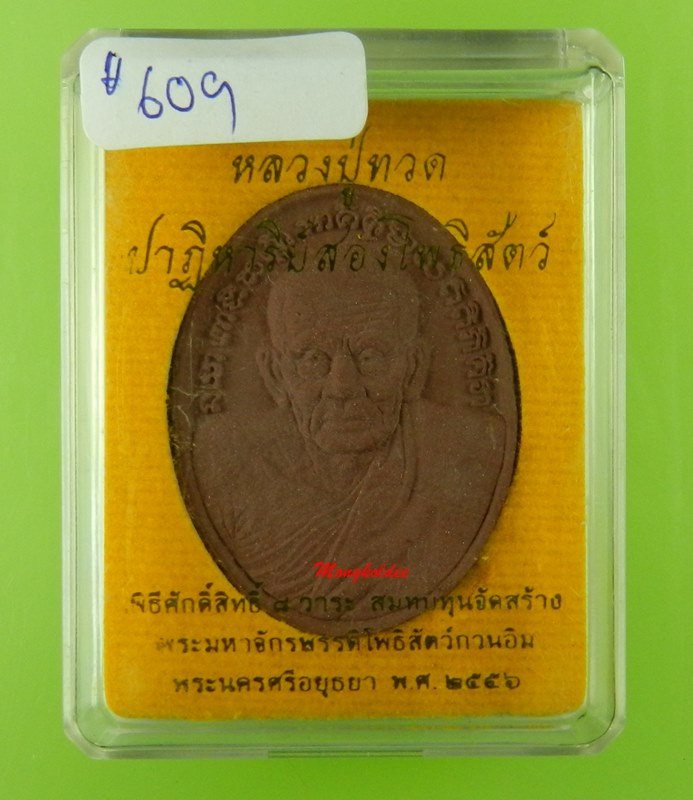 #609
หลวงปู่ทวด
ปาฏิหาริย์สองโพธิสัตว์
Mongkoldee
พิธีศักดิ์สิทธิ์ ๘ วาระ สมทบทุนจัดสร้าง
พระมหาจักรพรรดิโพธิสัตว์กวนอิม
พระนครศรีอยุธยา พ.ศ. ๒๕๕๖